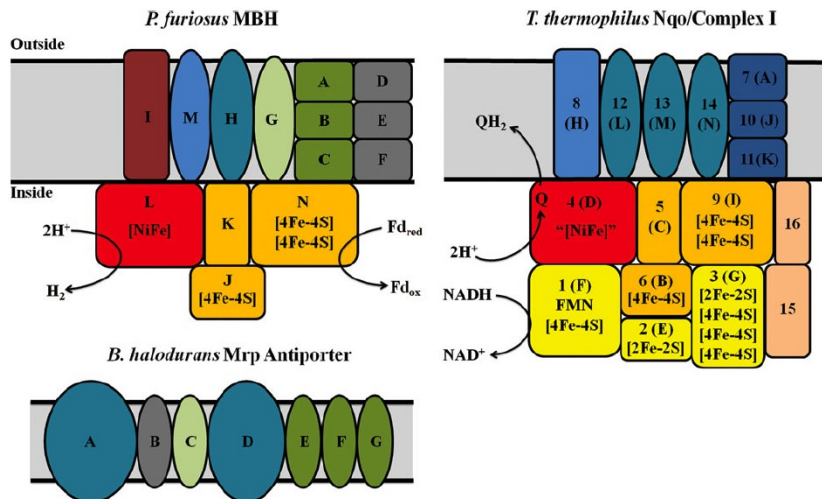 P. furiosus MBH
Outside
I
M
H
G
A
D
B
E
C
F
Inside
L
[NiFe]
K
N
[4Fe-4S]
[4Fe-4S]
2H⁺
H₂
J
[4Fe-4S]
Fd_red
Fd_ox
B. halodurans Mrp Antiporter
A
B
C
D
E
F
G
T. thermophilus Nqo/Complex I
8
(H)
12
(L)
13
(M)
14
(N)
7 (A)
10 (J)
11(K)
QH₂
Q
4 (D)
“[NiFe]”
5
(C)
9 (I)
[4Fe-4S]
[4Fe-4S]
16
2H⁺
NADH
NAD⁺
1 (F)
FMN
[4Fe-4S]
6 (B)
[4Fe-4S]
2 (E)
[2Fe-2S]
3 (G)
[2Fe-2S]
[4Fe-4S]
[4Fe-4S]
[4Fe-4S]
15